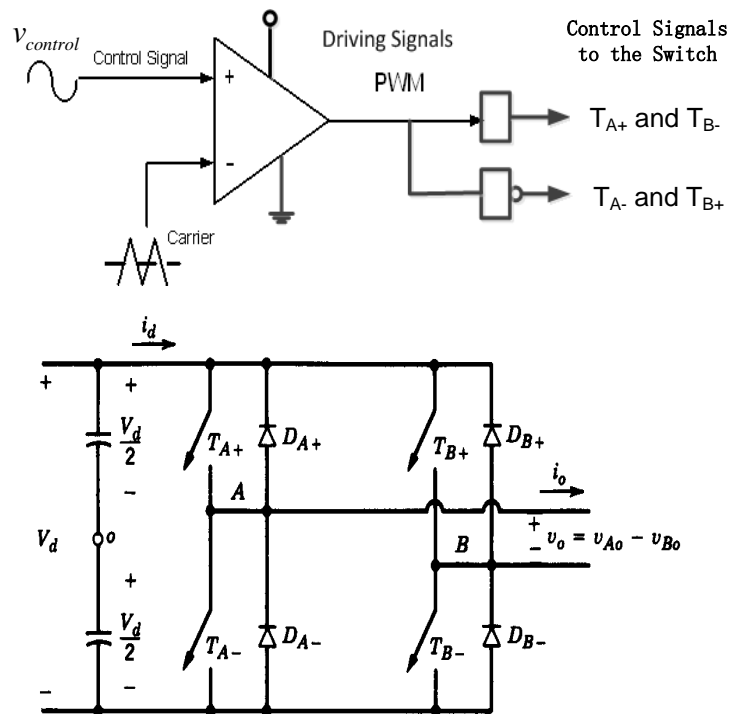 v_control
Control Signal
+
-
Carrier
Driving Signals
PWM
Control Signals
to the Switch
T_A+ and T_B-
T_A- and T_B+
i_d
+ +
V_d/2
-
V_d
o
+
V_d/2
- -
T_A+
D_A+
A
T_A-
D_A-
T_B+
D_B+
B
T_B-
D_B-
i_o
+
-
v_o = v_Ao - v_Bo